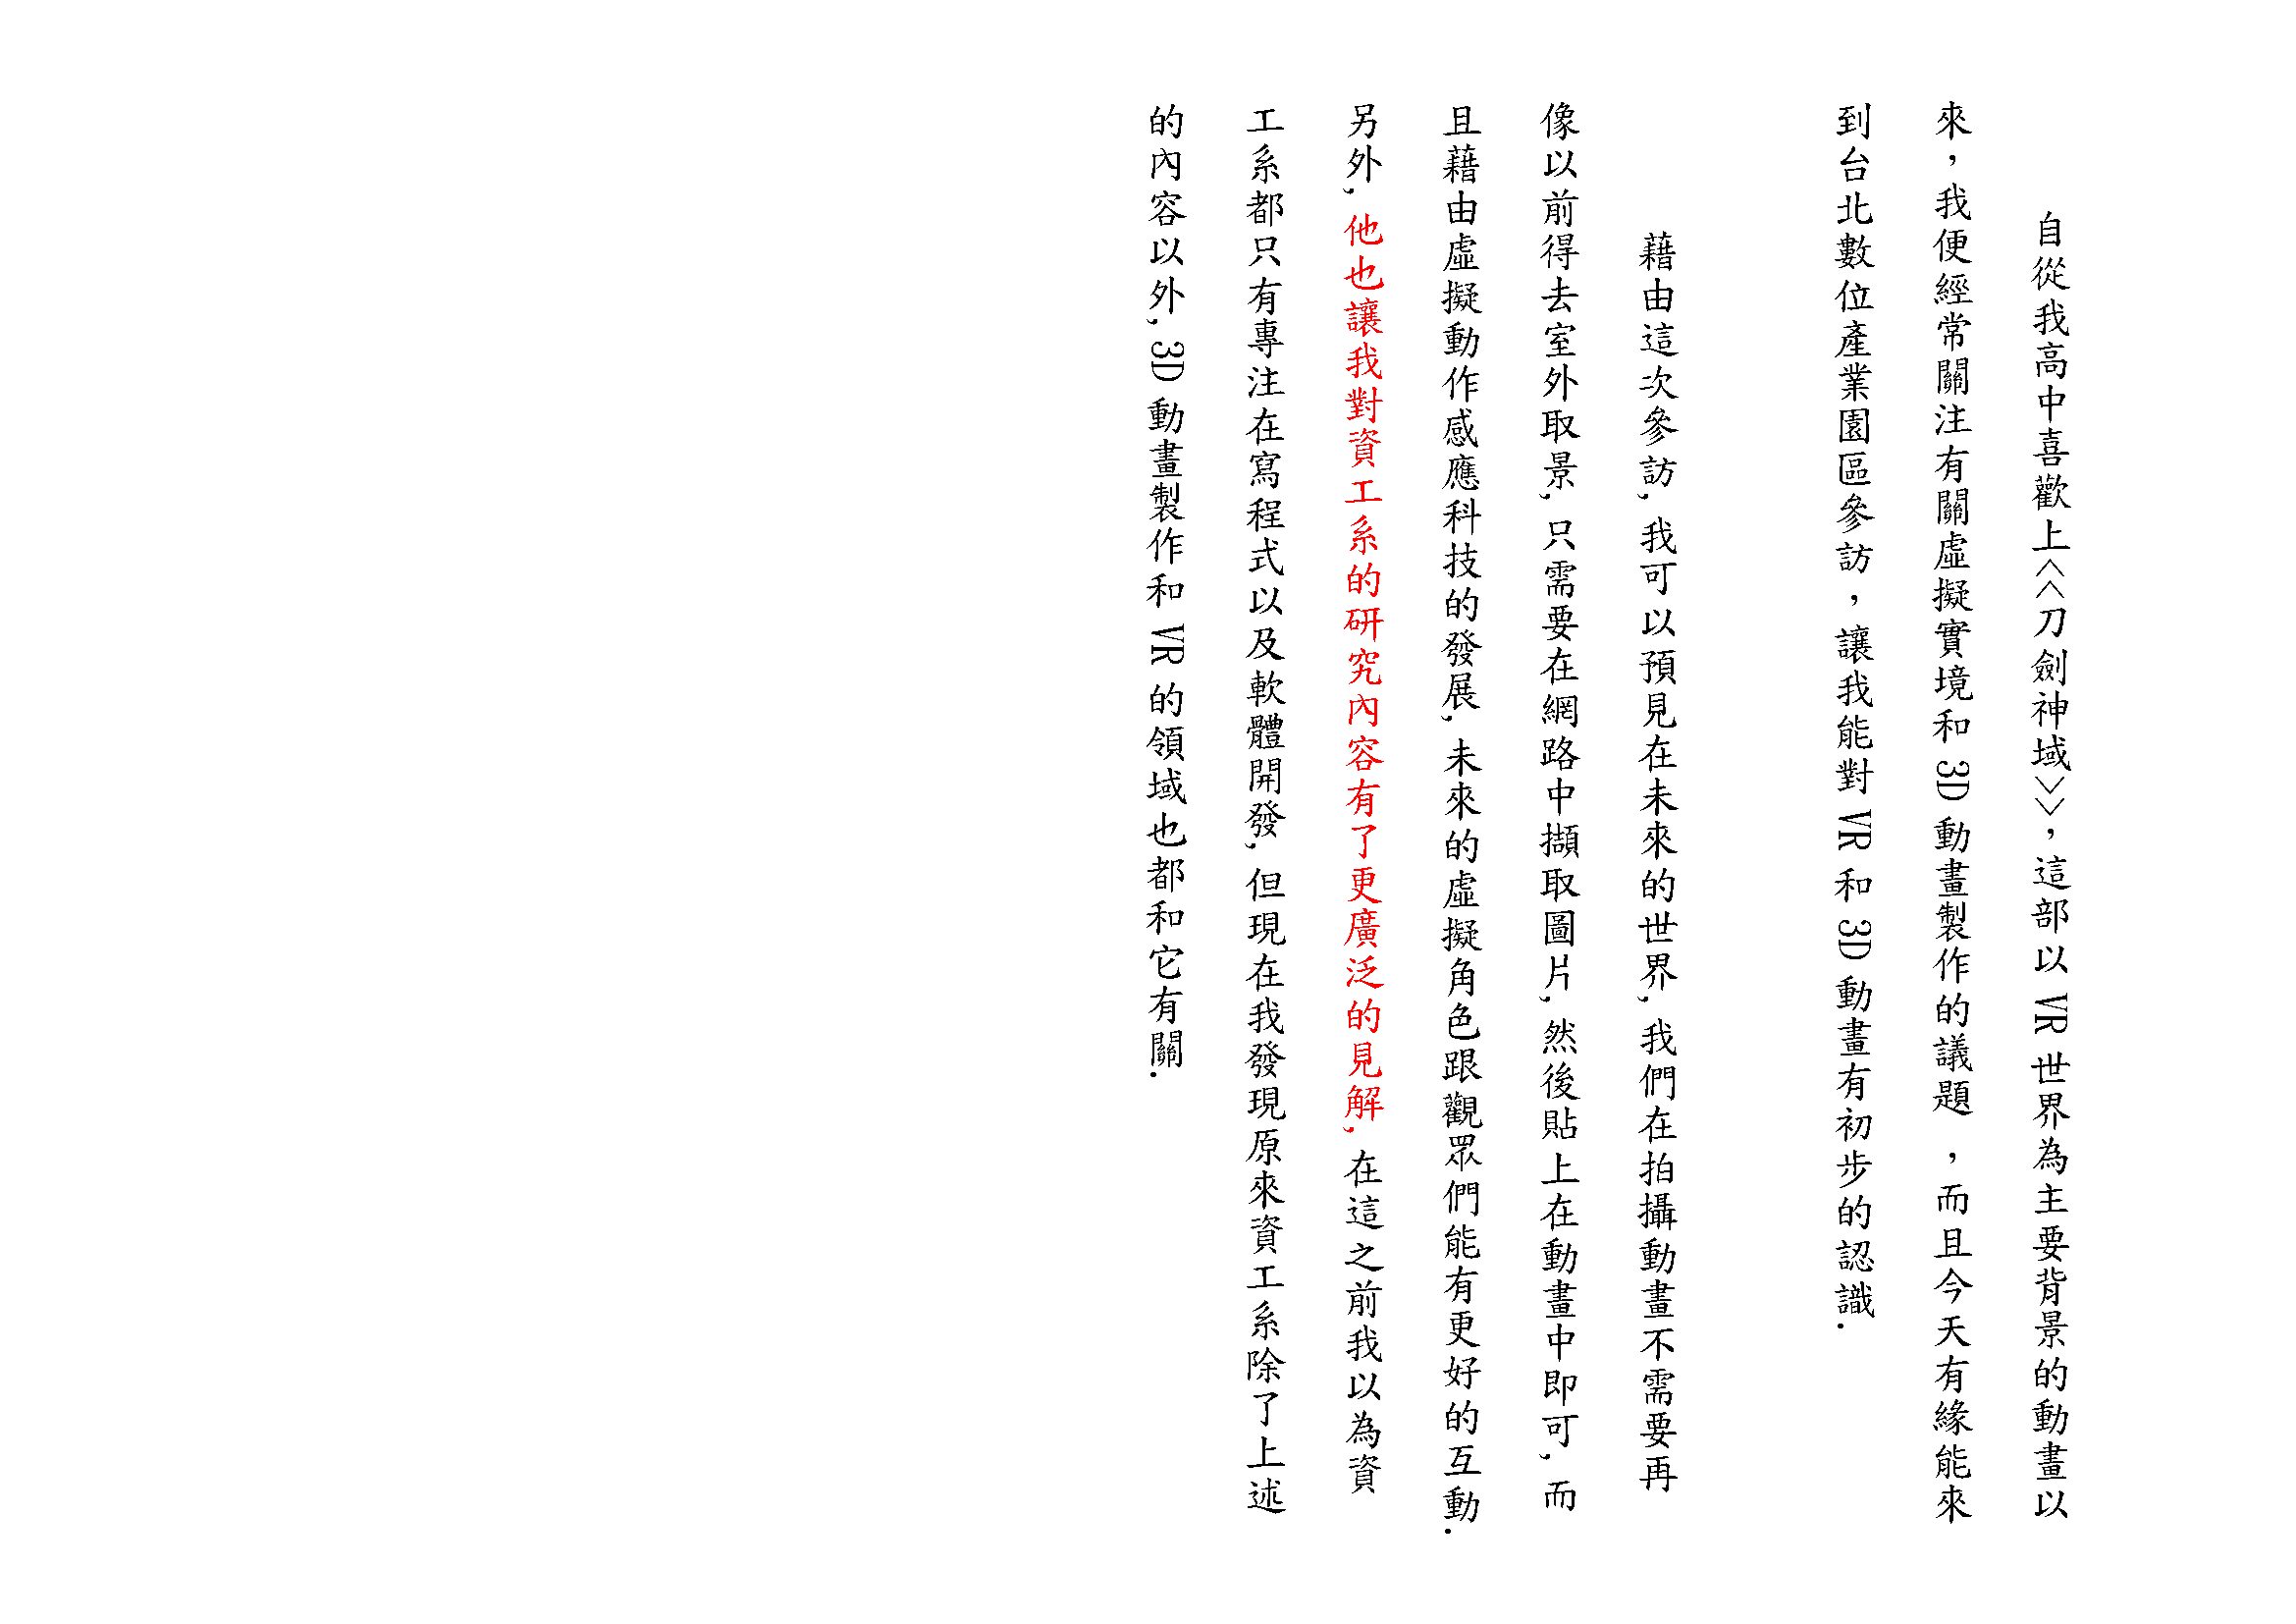 自從我高中喜歡上<<刀劍神域>>，這部以 VR 世界為主要背景的動畫以
來，我便經常關注有關虛擬實境和 3D 動畫製作的議題 ，而且今天有緣能來
到台北數位產業園區參訪，讓我能對 VR 和 3D 動畫有初步的認識.
藉由這次參訪, 我可以預見在未來的世界, 我們在拍攝動畫不需要再
像以前得去室外取景, 只需要在網路中擷取圖片, 然後貼上在動畫中即可, 而
且藉由虛擬動作感應科技的發展, 未來的虛擬角色跟觀眾們能有更好的互動.
另外, 他也讓我對資工系的研究內容有了更廣泛的見解, 在這之前我以為資
工系都只有專注在寫程式以及軟體開發, 但現在我發現原來資工系除了上述
的內容以外, 3D 動畫製作和 VR 的領域也都和它有關.